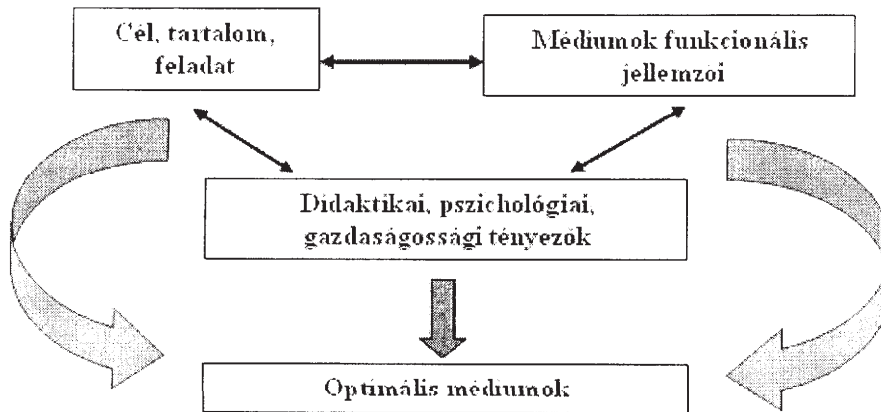 Cél, tartalom,
feladat
Médiumok funkcionális
jellemzői
Didaktikai, pszichológiai,
gazdaságossági tényezők
Optimális médiumok